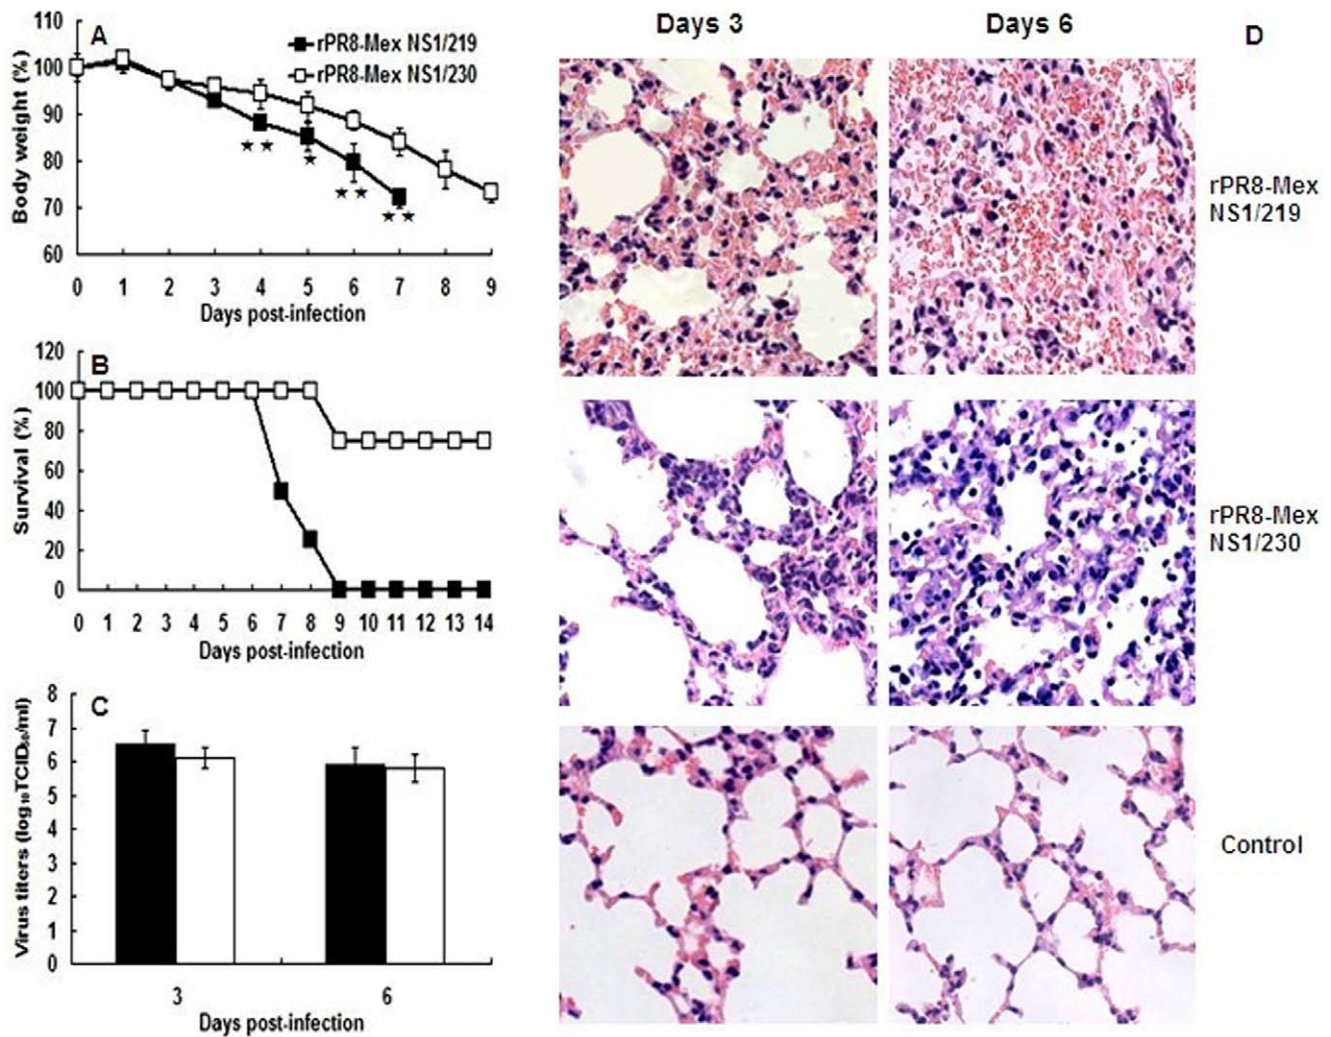 A
rPR8-Mex NS1/219
rPR8-Mex NS1/230
Body weight (%)
110
100
90
80
70
60
0 1 2 3 4 5 6 7 8 9
Days post-infection
B
Survival (%)
120
100
80
60
40
20
0
0 1 2 3 4 5 6 7 8 9 10 11 12 13 14
Days post-infection
C
Virus titers (log₁₀TCID₅₀/ml)
8
7
6
5
4
3
2
1
0
3 6
Days post-infection
Days 3 Days 6 D
rPR8-Mex
NS1/219
rPR8-Mex
NS1/230
Control